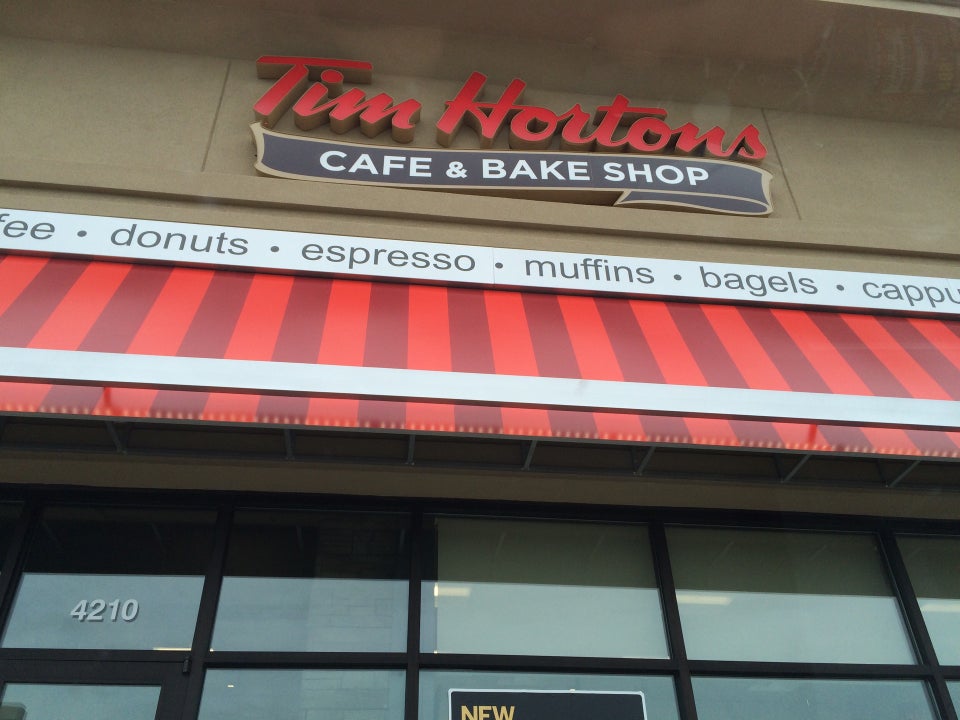 Tim Hortons
CAFE & BAKE SHOP
fee • donuts • espresso • muffins • bagels • cappu
4210
NEW